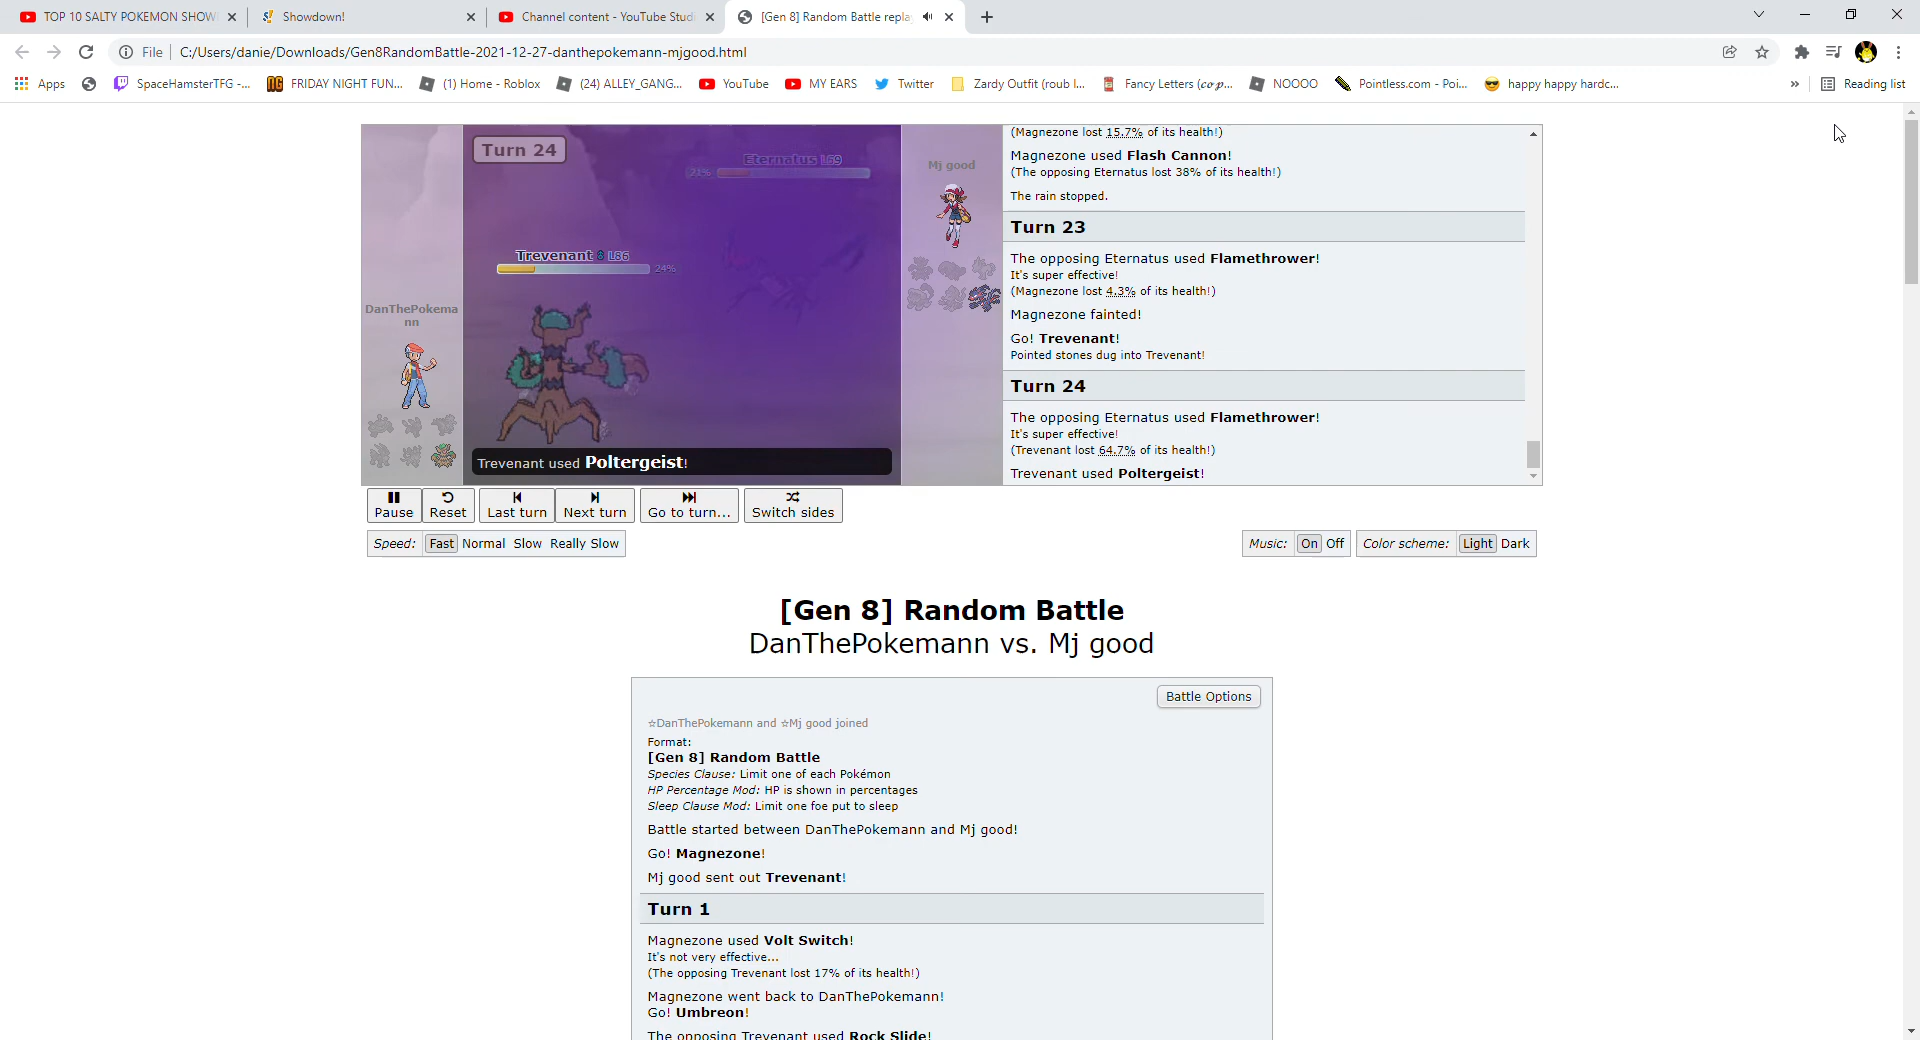 TOP 10 SALTY POKEMON SHOW
Showdown!
Channel content - YouTube Stud
[Gen 8] Random Battle repla
File
C:/Users/danie/Downloads/Gen8RandomBattle-2021-12-27-danthepokemann-mjgood.html
Apps
SpaceHamsterTFG -...
FRIDAY NIGHT FUN...
(1) Home - Roblox
(24) ALLEY_GANG...
YouTube
MY EARS
Twitter
Zardy Outfit (roub l...
Fancy Letters (𝓬𝓸𝓹...
NOOOO
Pointless.com - Poi...
happy happy hardc...
»
Reading list
Turn 24
Eternatus L69
21%
Trevenant L86
24%
Trevenant used Poltergeist!
DanThePokema
nn
Mj good
(Magnezone lost 15.7% of its health!)
Magnezone used Flash Cannon!
(The opposing Eternatus lost 38% of its health!)
The rain stopped.
Turn 23
The opposing Eternatus used Flamethrower!
It's super effective!
(Magnezone lost 4.3% of its health!)
Magnezone fainted!
Go! Trevenant!
Pointed stones dug into Trevenant!
Turn 24
The opposing Eternatus used Flamethrower!
It's super effective!
(Trevenant lost 64.7% of its health!)
Trevenant used Poltergeist!
Pause
Reset
Last turn
Next turn
Go to turn...
Switch sides
Speed: Fast Normal Slow Really Slow
Music: On Off
Color scheme: Light Dark
[Gen 8] Random Battle
DanThePokemann vs. Mj good
Battle Options
☆DanThePokemann and ☆Mj good joined
Format:
[Gen 8] Random Battle
Species Clause: Limit one of each Pokémon
HP Percentage Mod: HP is shown in percentages
Sleep Clause Mod: Limit one foe put to sleep
Battle started between DanThePokemann and Mj good!
Go! Magnezone!
Mj good sent out Trevenant!
Turn 1
Magnezone used Volt Switch!
It's not very effective...
(The opposing Trevenant lost 17% of its health!)
Magnezone went back to DanThePokemann!
Go! Umbreon!
The opposing Trevenant used Rock Slide!